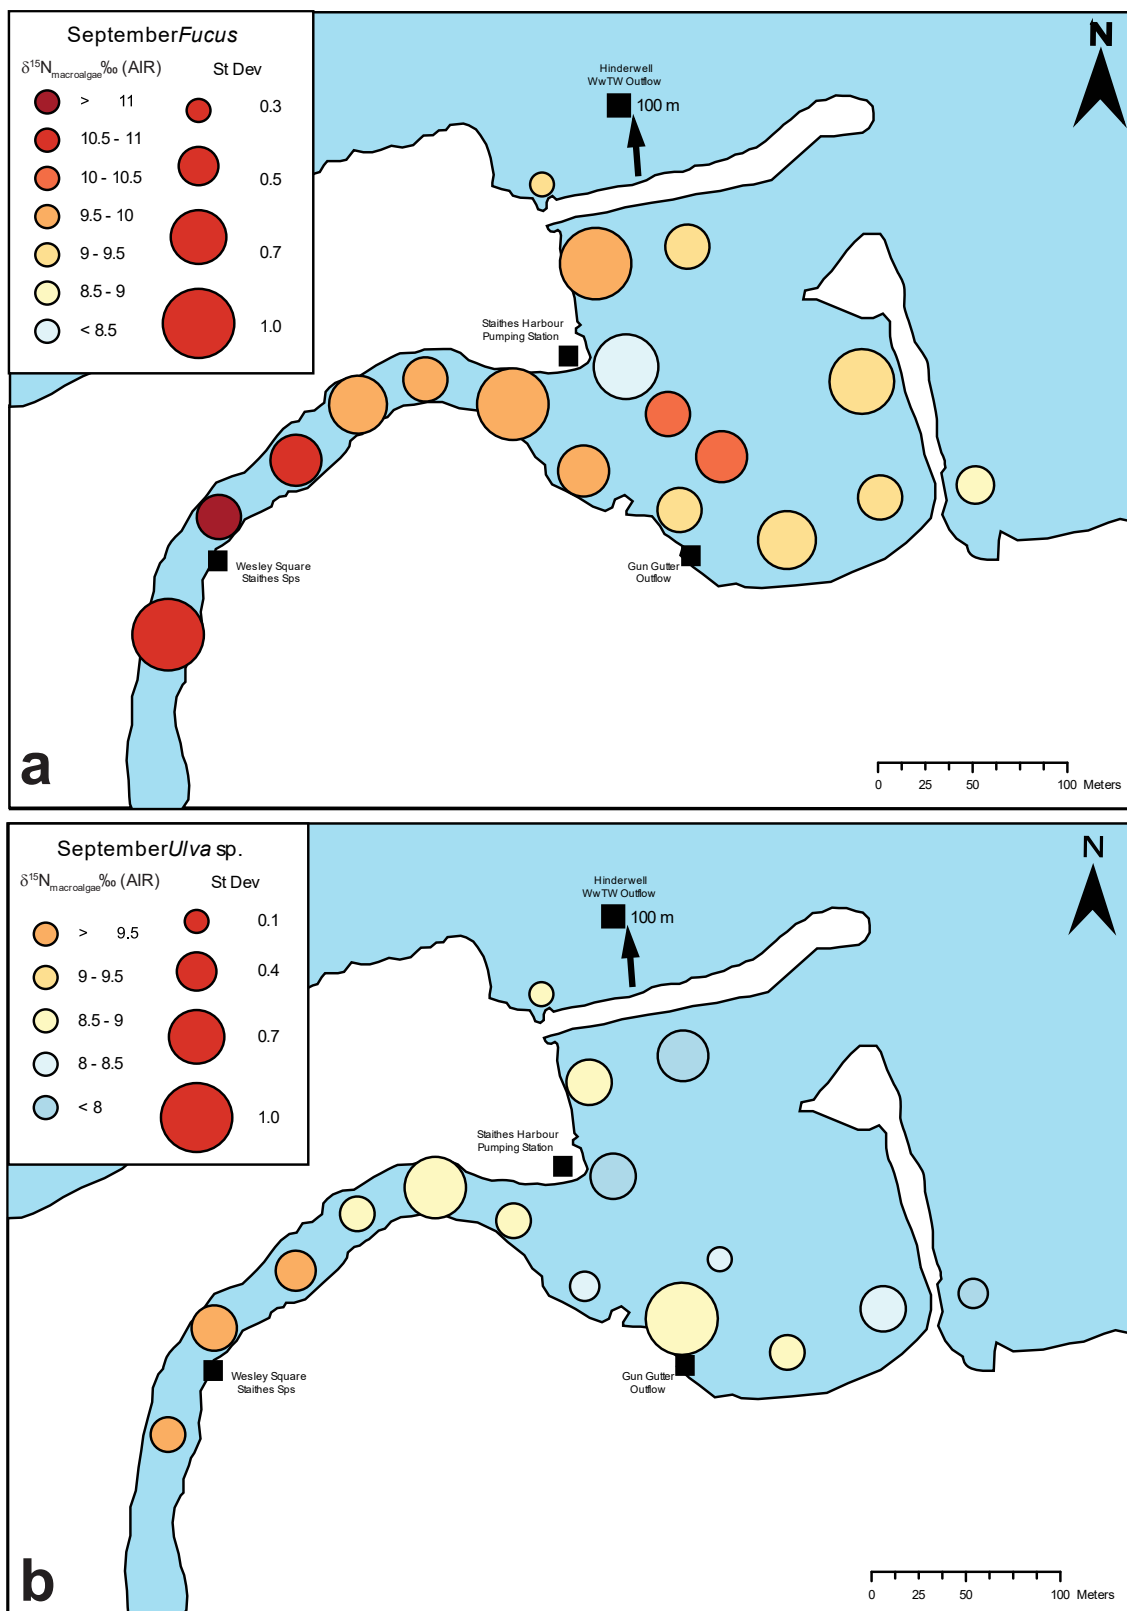 September Fucus
δ15Nmacroalgae‰ (AIR)
St Dev
> 11
10.5 - 11
10 - 10.5
9.5 - 10
9 - 9.5
8.5 - 9
< 8.5
0.3
0.5
0.7
1.0
Hinderwell
WwTW Outflow
100 m
N
Staithes Harbour
Pumping Station
Wesley Square
Staithes Sps
Gun Gutter
Outflow
0 25 50 100 Meters
a
September Ulva sp.
δ15Nmacroalgae‰ (AIR)
St Dev
> 9.5
9 - 9.5
8.5 - 9
8 - 8.5
< 8
0.1
0.4
0.7
1.0
Hinderwell
WwTW Outflow
100 m
N
Staithes Harbour
Pumping Station
Wesley Square
Staithes Sps
Gun Gutter
Outflow
0 25 50 100 Meters
b